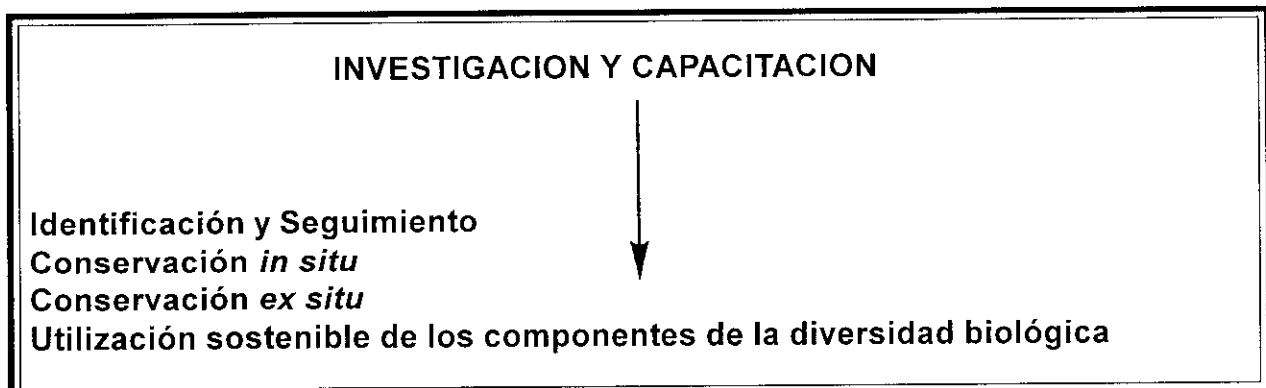 INVESTIGACION Y CAPACITACION
Identificación y Seguimiento
Conservación in situ
Conservación ex situ
Utilización sostenible de los componentes de la diversidad biológica